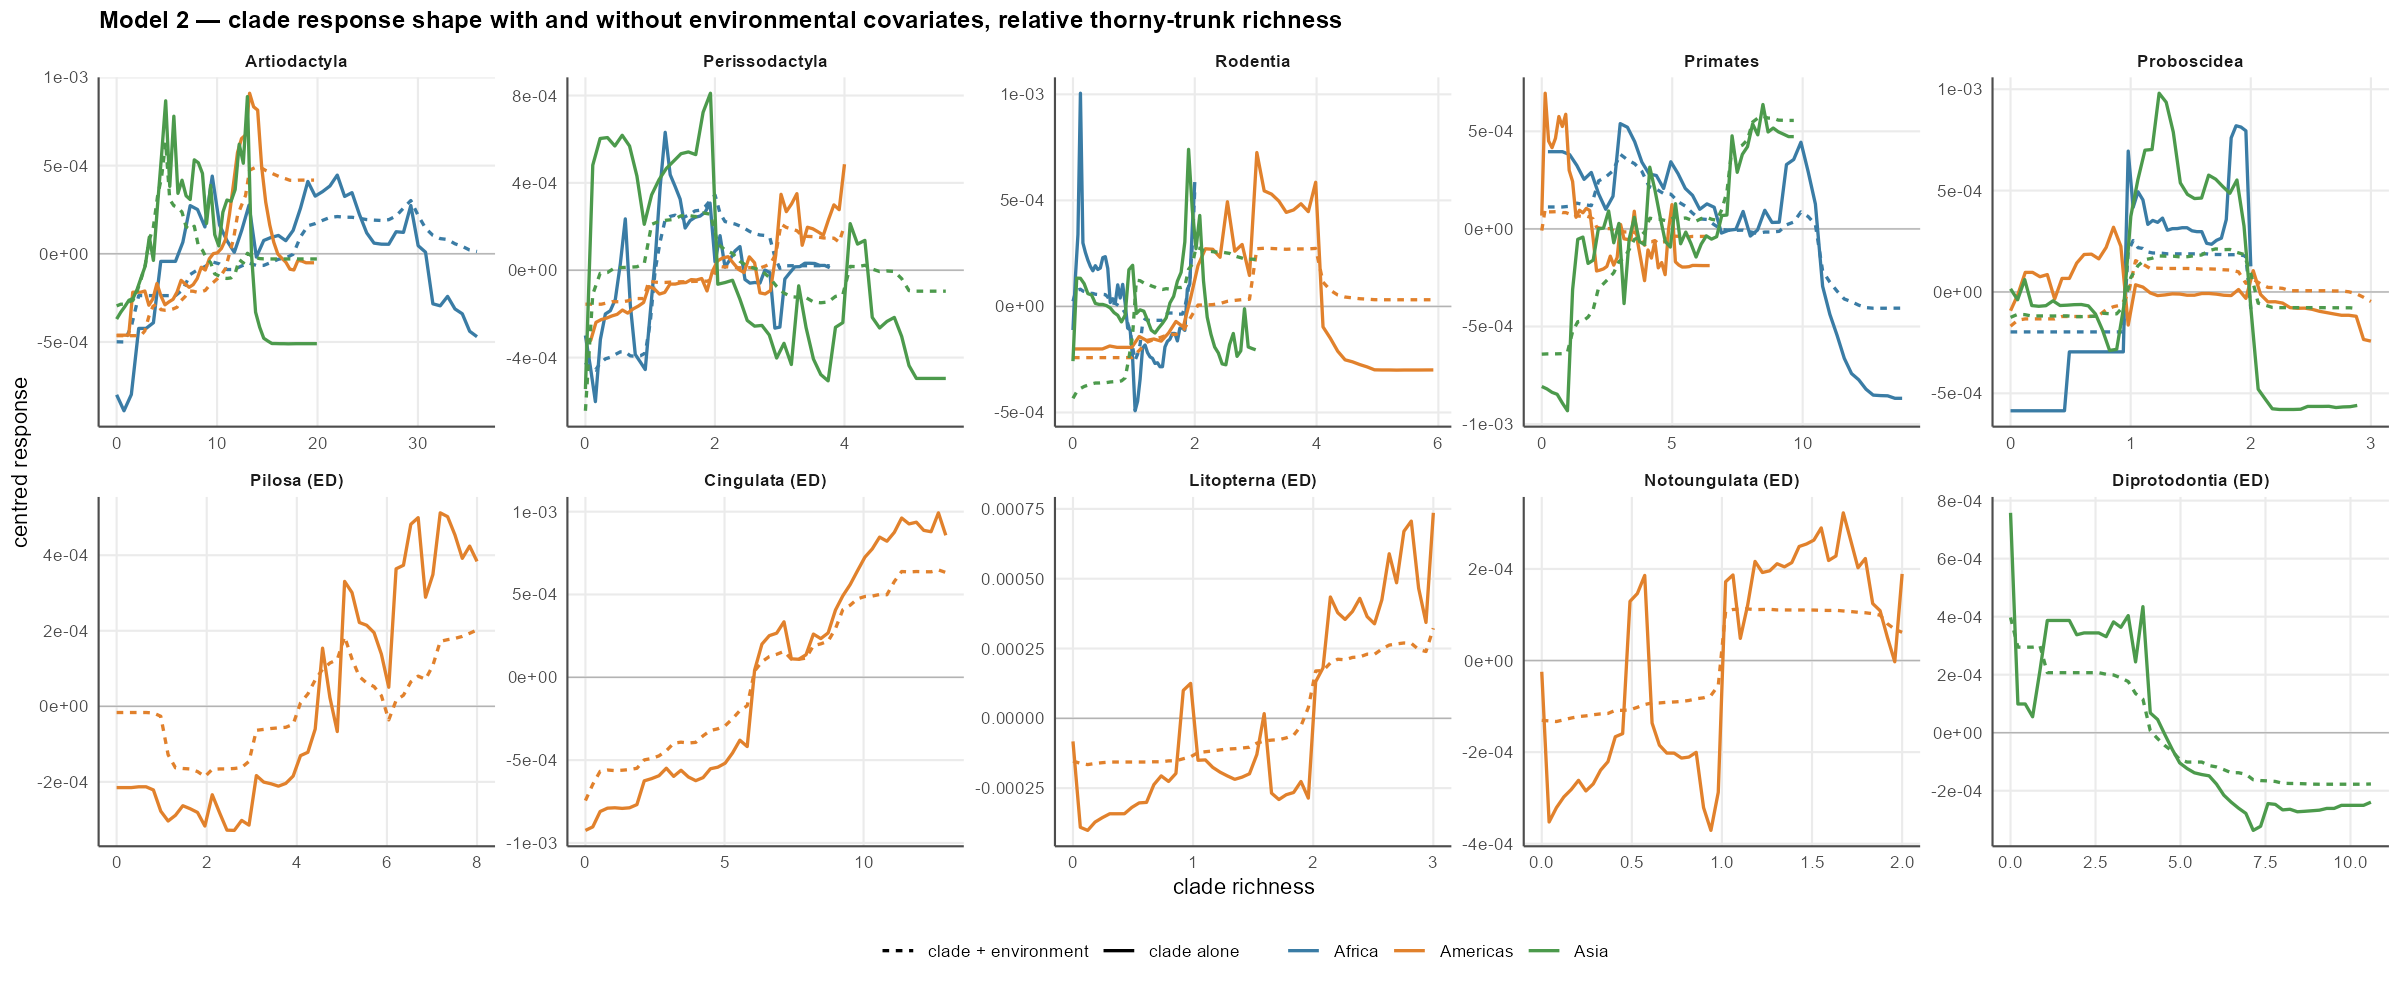 Model 2 — clade response shape with and without environmental covariates, relative thorny-trunk richness
Artiodactyla
Perissodactyla
Rodentia
Primates
Proboscidea
1e-03
5e-04
0e+00
-5e-04
0
10
20
30
8e-04
4e-04
0e+00
-4e-04
0
2
4
1e-03
5e-04
0e+00
-5e-04
0
2
4
6
5e-04
0e+00
-5e-04
-1e-03
0
5
10
1e-03
5e-04
0e+00
-5e-04
0
1
2
3
centred response
Pilosa (ED)
Cingulata (ED)
Litopterna (ED)
Notoungulata (ED)
Diprotodontia (ED)
4e-04
2e-04
0e+00
-2e-04
0
2
4
6
8
1e-03
5e-04
0e+00
-5e-04
-1e-03
0
5
10
0.00075
0.00050
0.00025
0.00000
-0.00025
0
1
2
3
2e-04
0e+00
-2e-04
-4e-04
0.0
0.5
1.0
1.5
2.0
8e-04
6e-04
4e-04
2e-04
0e+00
-2e-04
0.0
2.5
5.0
7.5
10.0
clade richness
clade + environment
clade alone
Africa
Americas
Asia